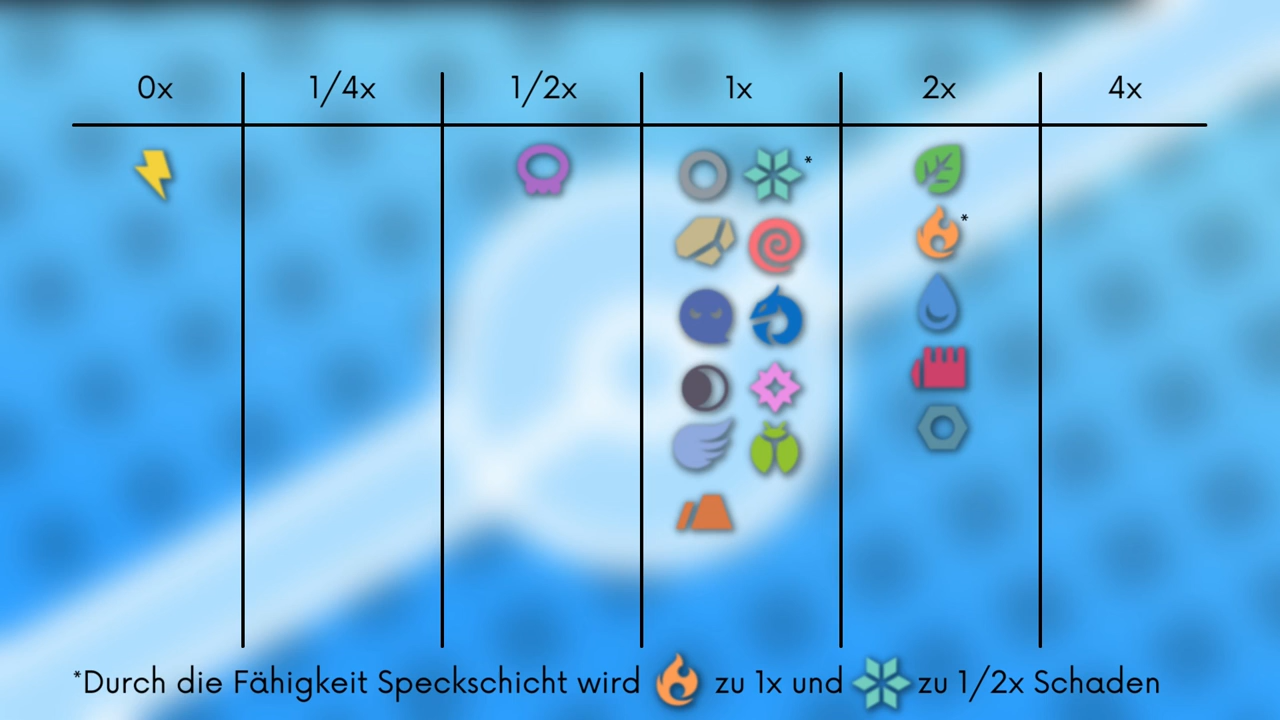 0x 1/4x 1/2x 1x 2x 4x
*
*
*Durch die Fähigkeit Speckschicht wird zu 1x und zu 1/2x Schaden